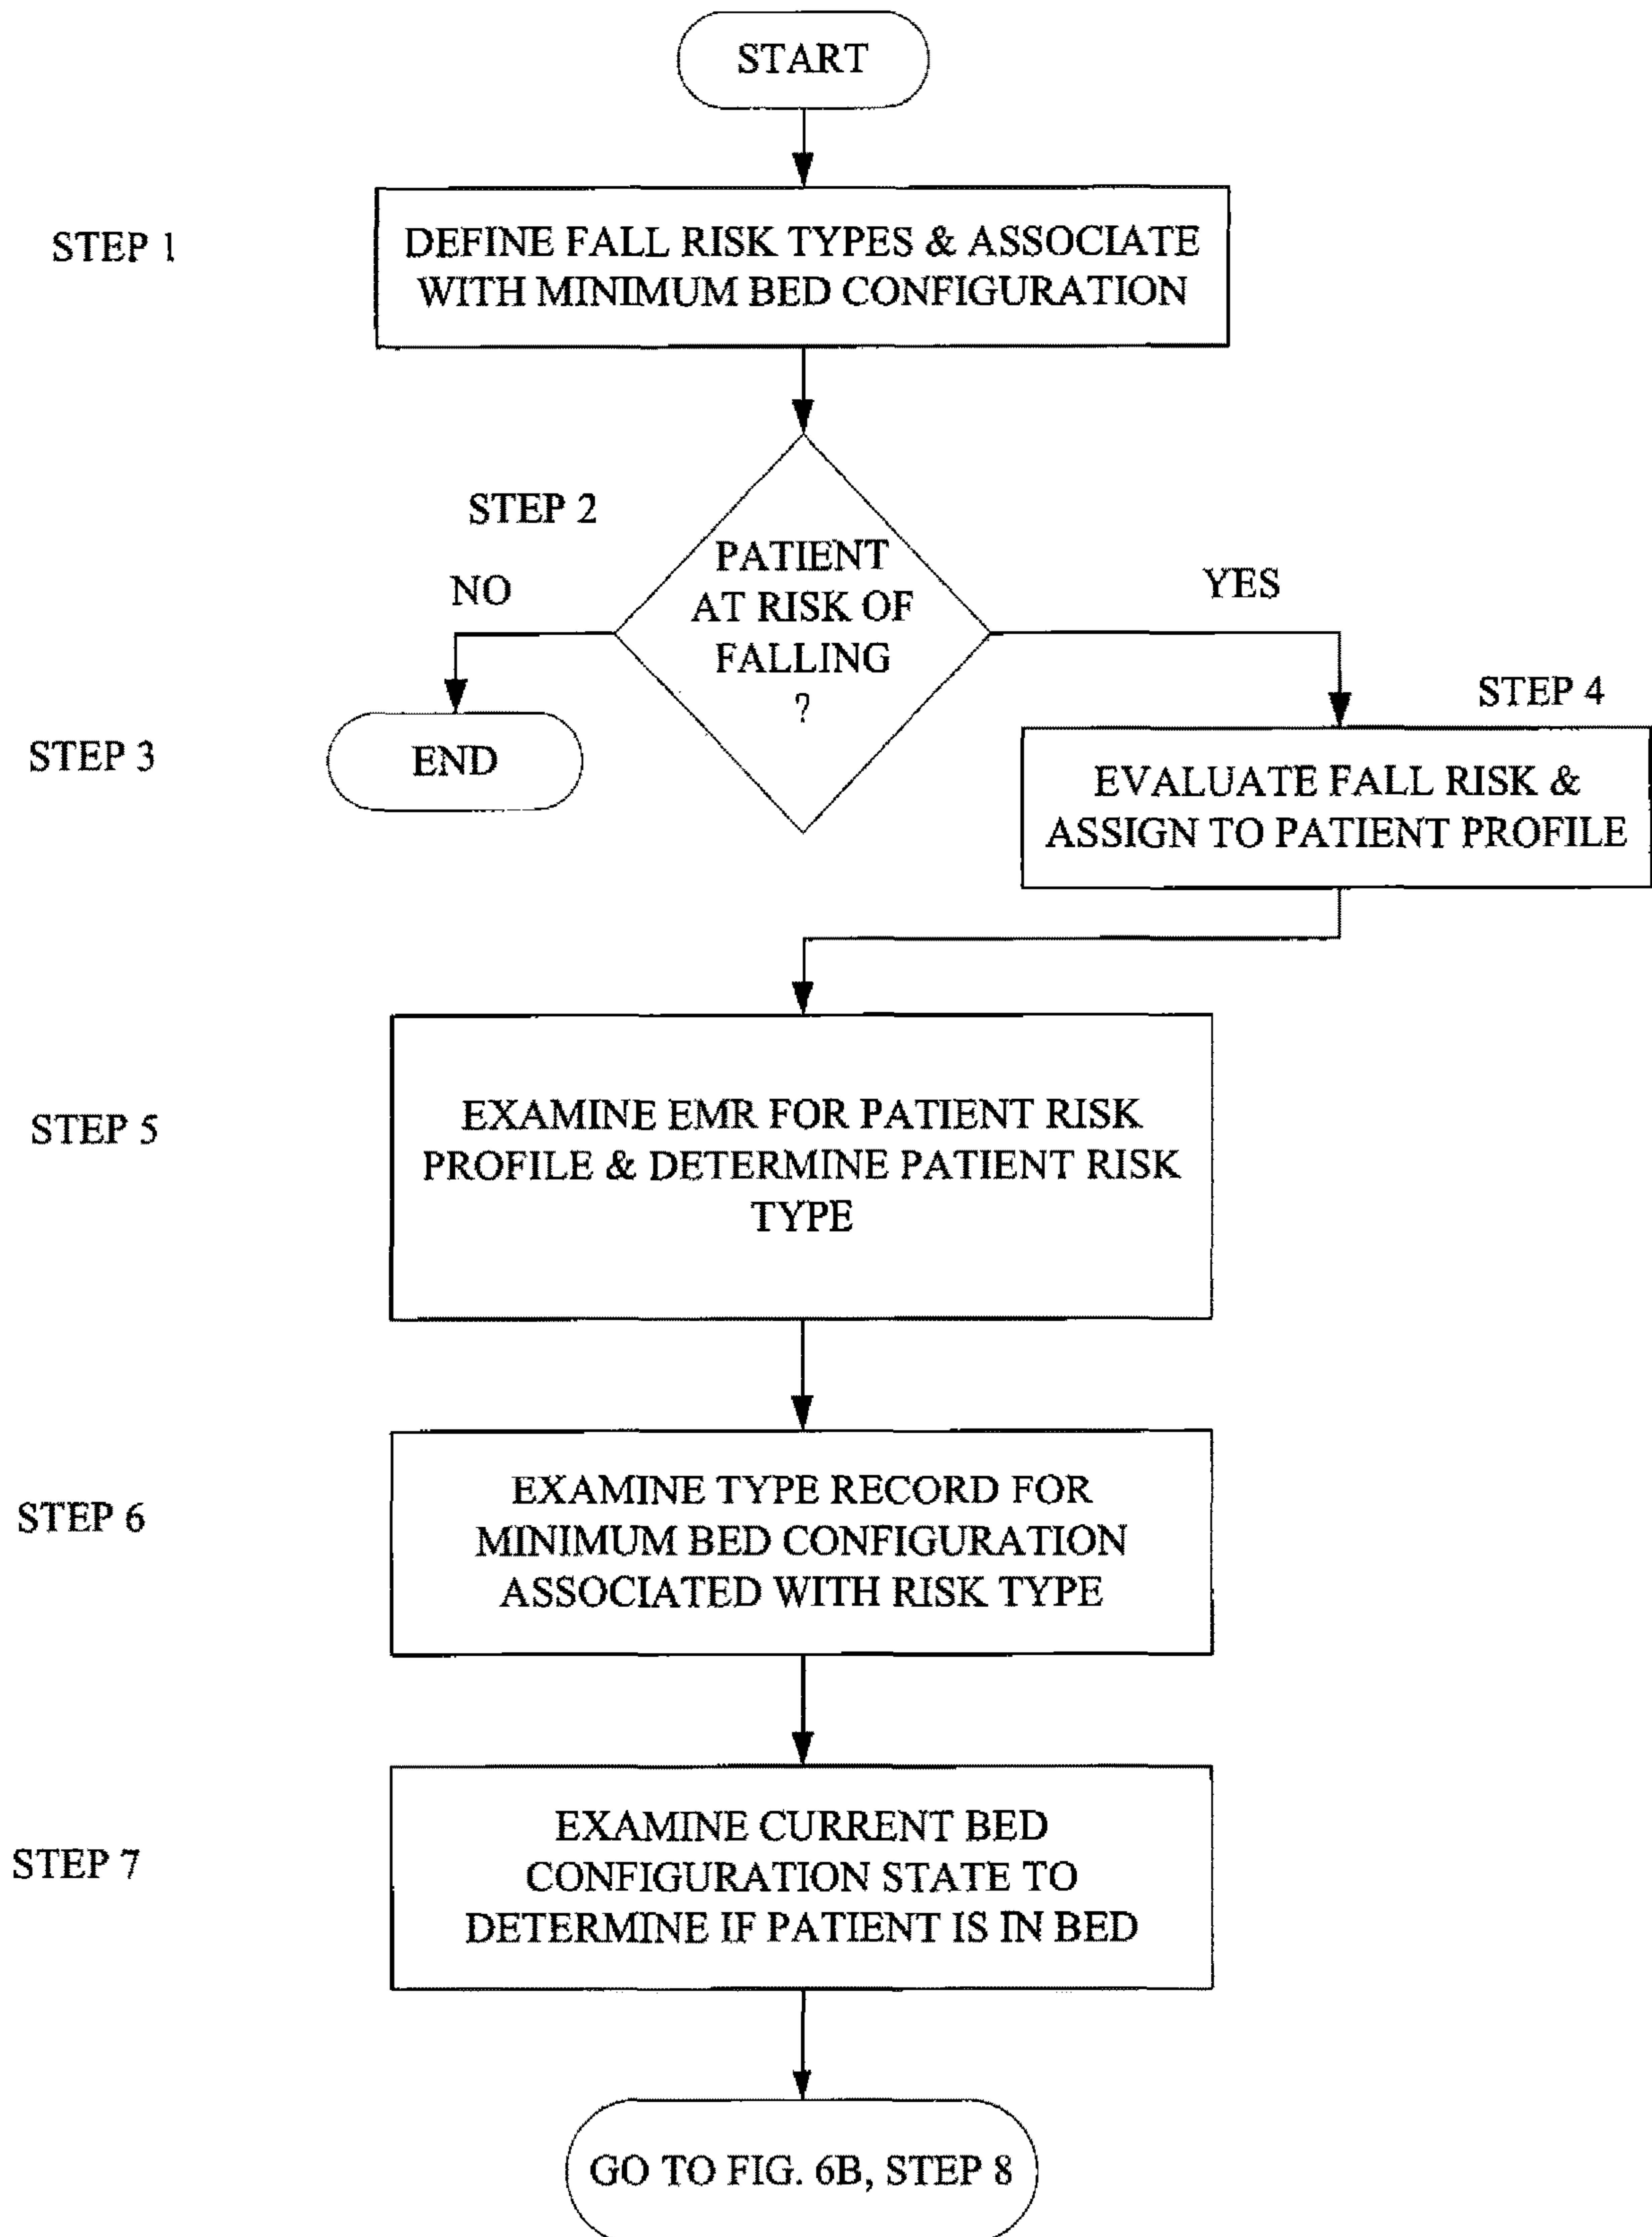 START
STEP 1
DEFINE FALL RISK TYPES & ASSOCIATE
WITH MINIMUM BED CONFIGURATION
STEP 2
PATIENT
AT RISK OF
FALLING
?
NO
YES
STEP 3
END
STEP 4
EVALUATE FALL RISK &
ASSIGN TO PATIENT PROFILE
STEP 5
EXAMINE EMR FOR PATIENT RISK
PROFILE & DETERMINE PATIENT RISK
TYPE
STEP 6
EXAMINE TYPE RECORD FOR
MINIMUM BED CONFIGURATION
ASSOCIATED WITH RISK TYPE
STEP 7
EXAMINE CURRENT BED
CONFIGURATION STATE TO
DETERMINE IF PATIENT IS IN BED
GO TO FIG. 6B, STEP 8